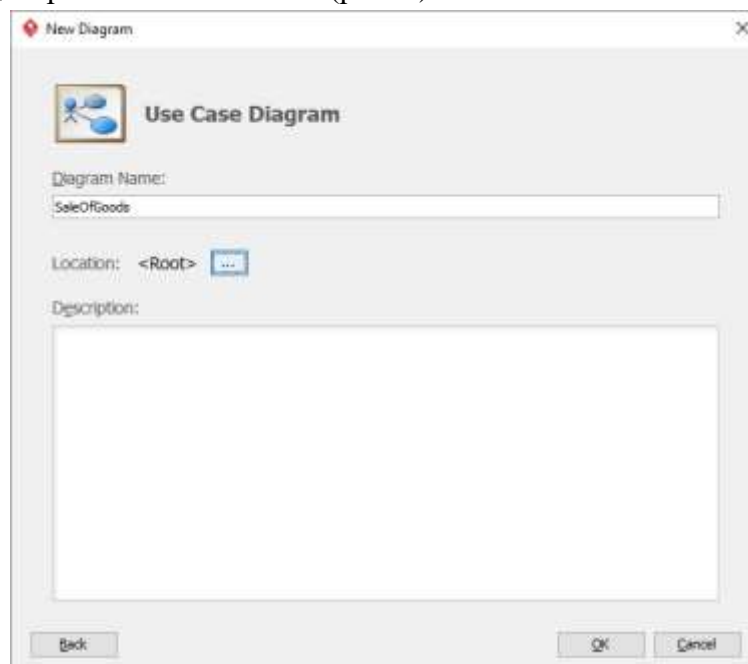 New Diagram
Use Case Diagram
Diagram Name:
SaleOfGoods
Location: <Root> ...
Description:
Back OK Cancel